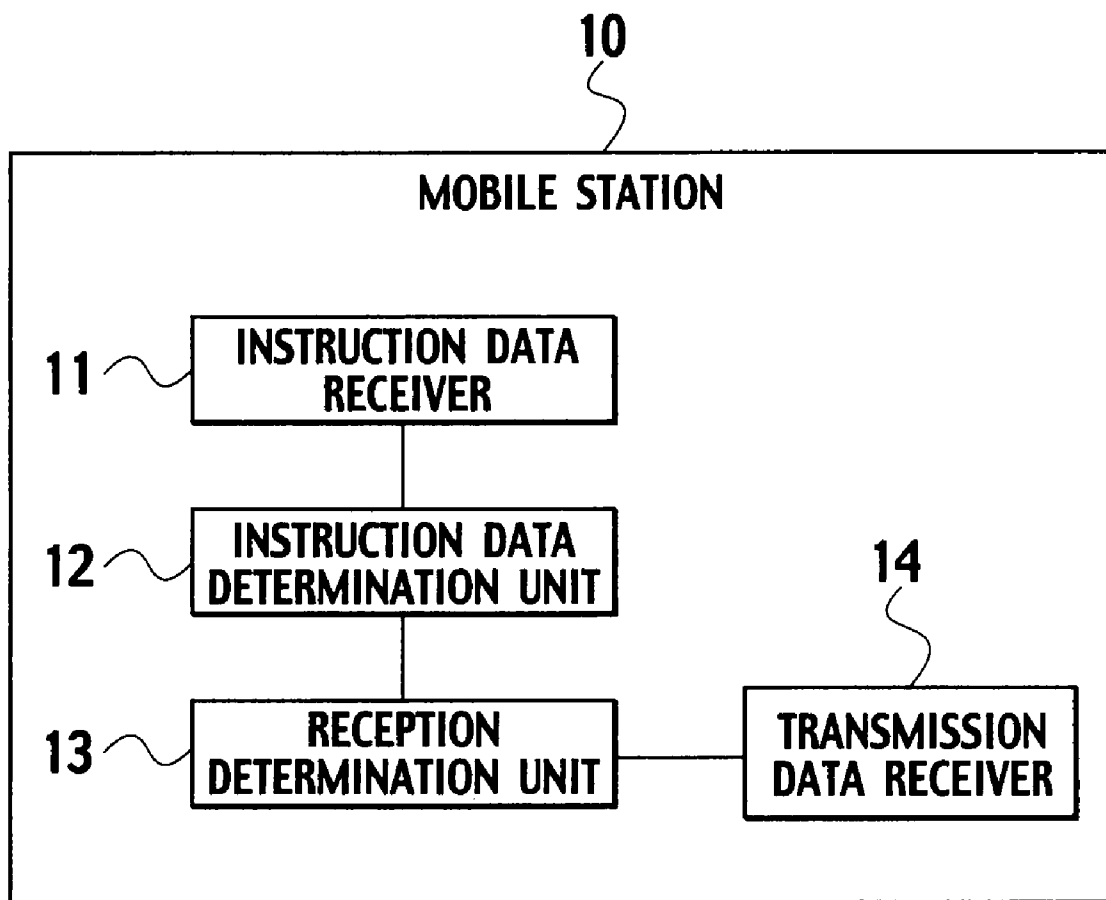 10
MOBILE STATION
11
INSTRUCTION DATA
RECEIVER
12
INSTRUCTION DATA
DETERMINATION UNIT
14
13
RECEPTION
DETERMINATION UNIT
TRANSMISSION
DATA RECEIVER